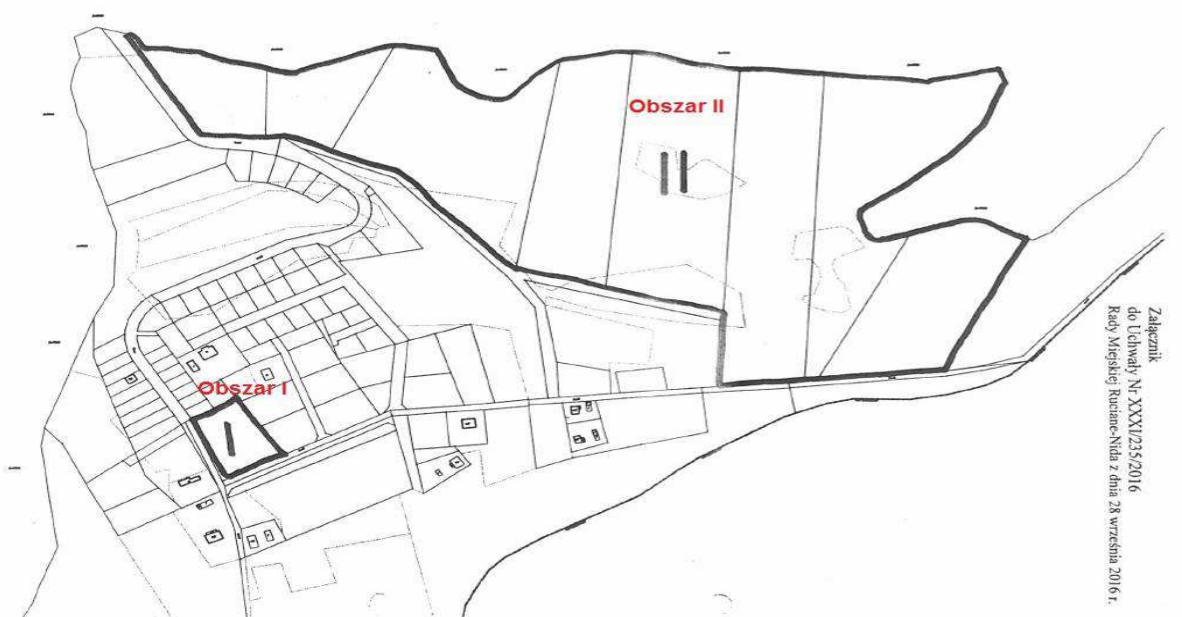 Obszar II
Obszar I
Załącznik
do Uchwały Nr XXXI/235/2016
Rady Miejskiej Ruciane-Nida z dnia 28 września 2016 r.